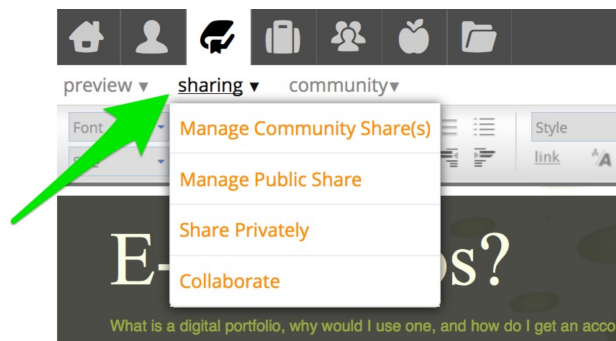 preview ▾ sharing ▾ community▾
Font Style
Manage Community Share(s)
link AA
Manage Public Share
Share Privately
E- s?
Collaborate
What is a digital portfolio, why would I use one, and how do I get an acco